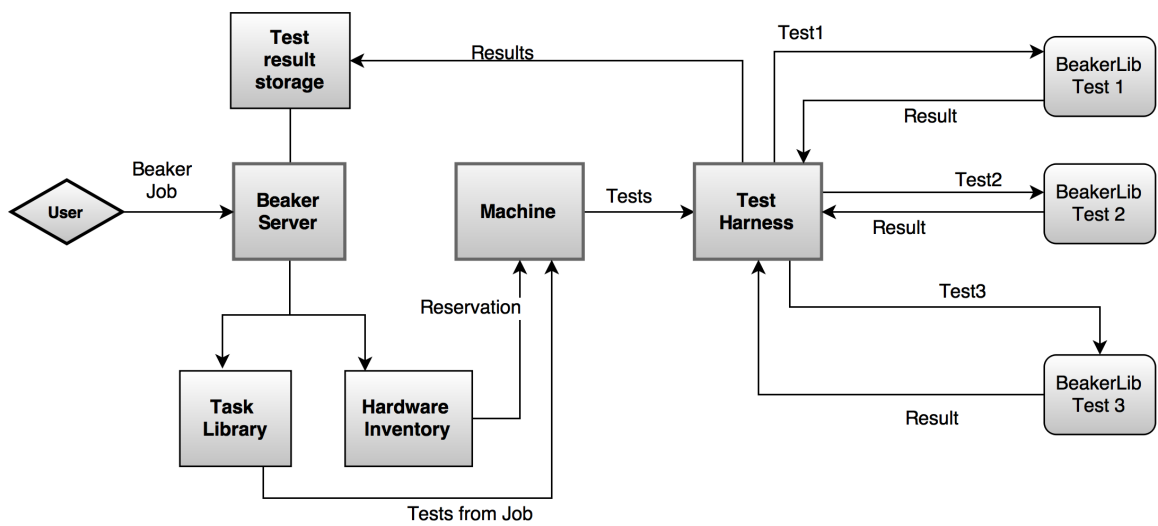 Test
result
storage
Results
Test1
BeakerLib
Test 1
Result
Beaker
Job
User
Beaker
Server
Machine
Tests
Test
Harness
Test2
Result
BeakerLib
Test 2
Reservation
Test3
Task
Library
Hardware
Inventory
Result
BeakerLib
Test 3
Tests from Job